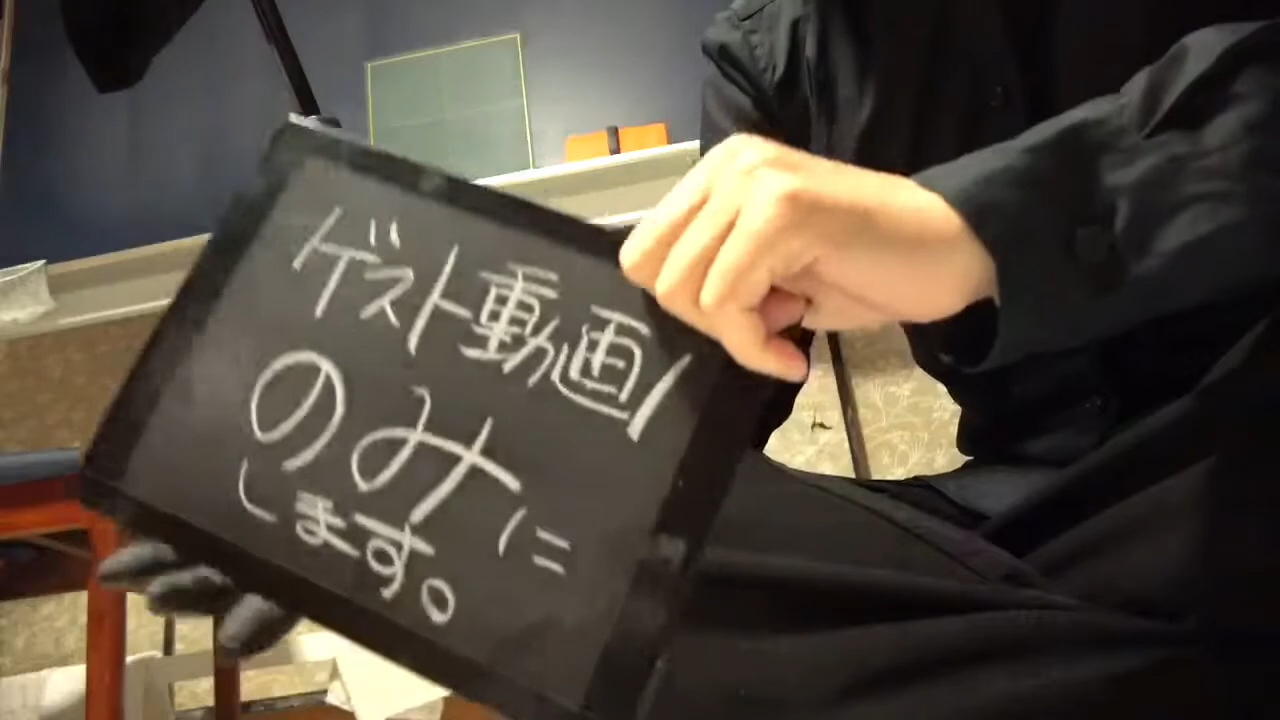 ゲスト動画
のみに
します。